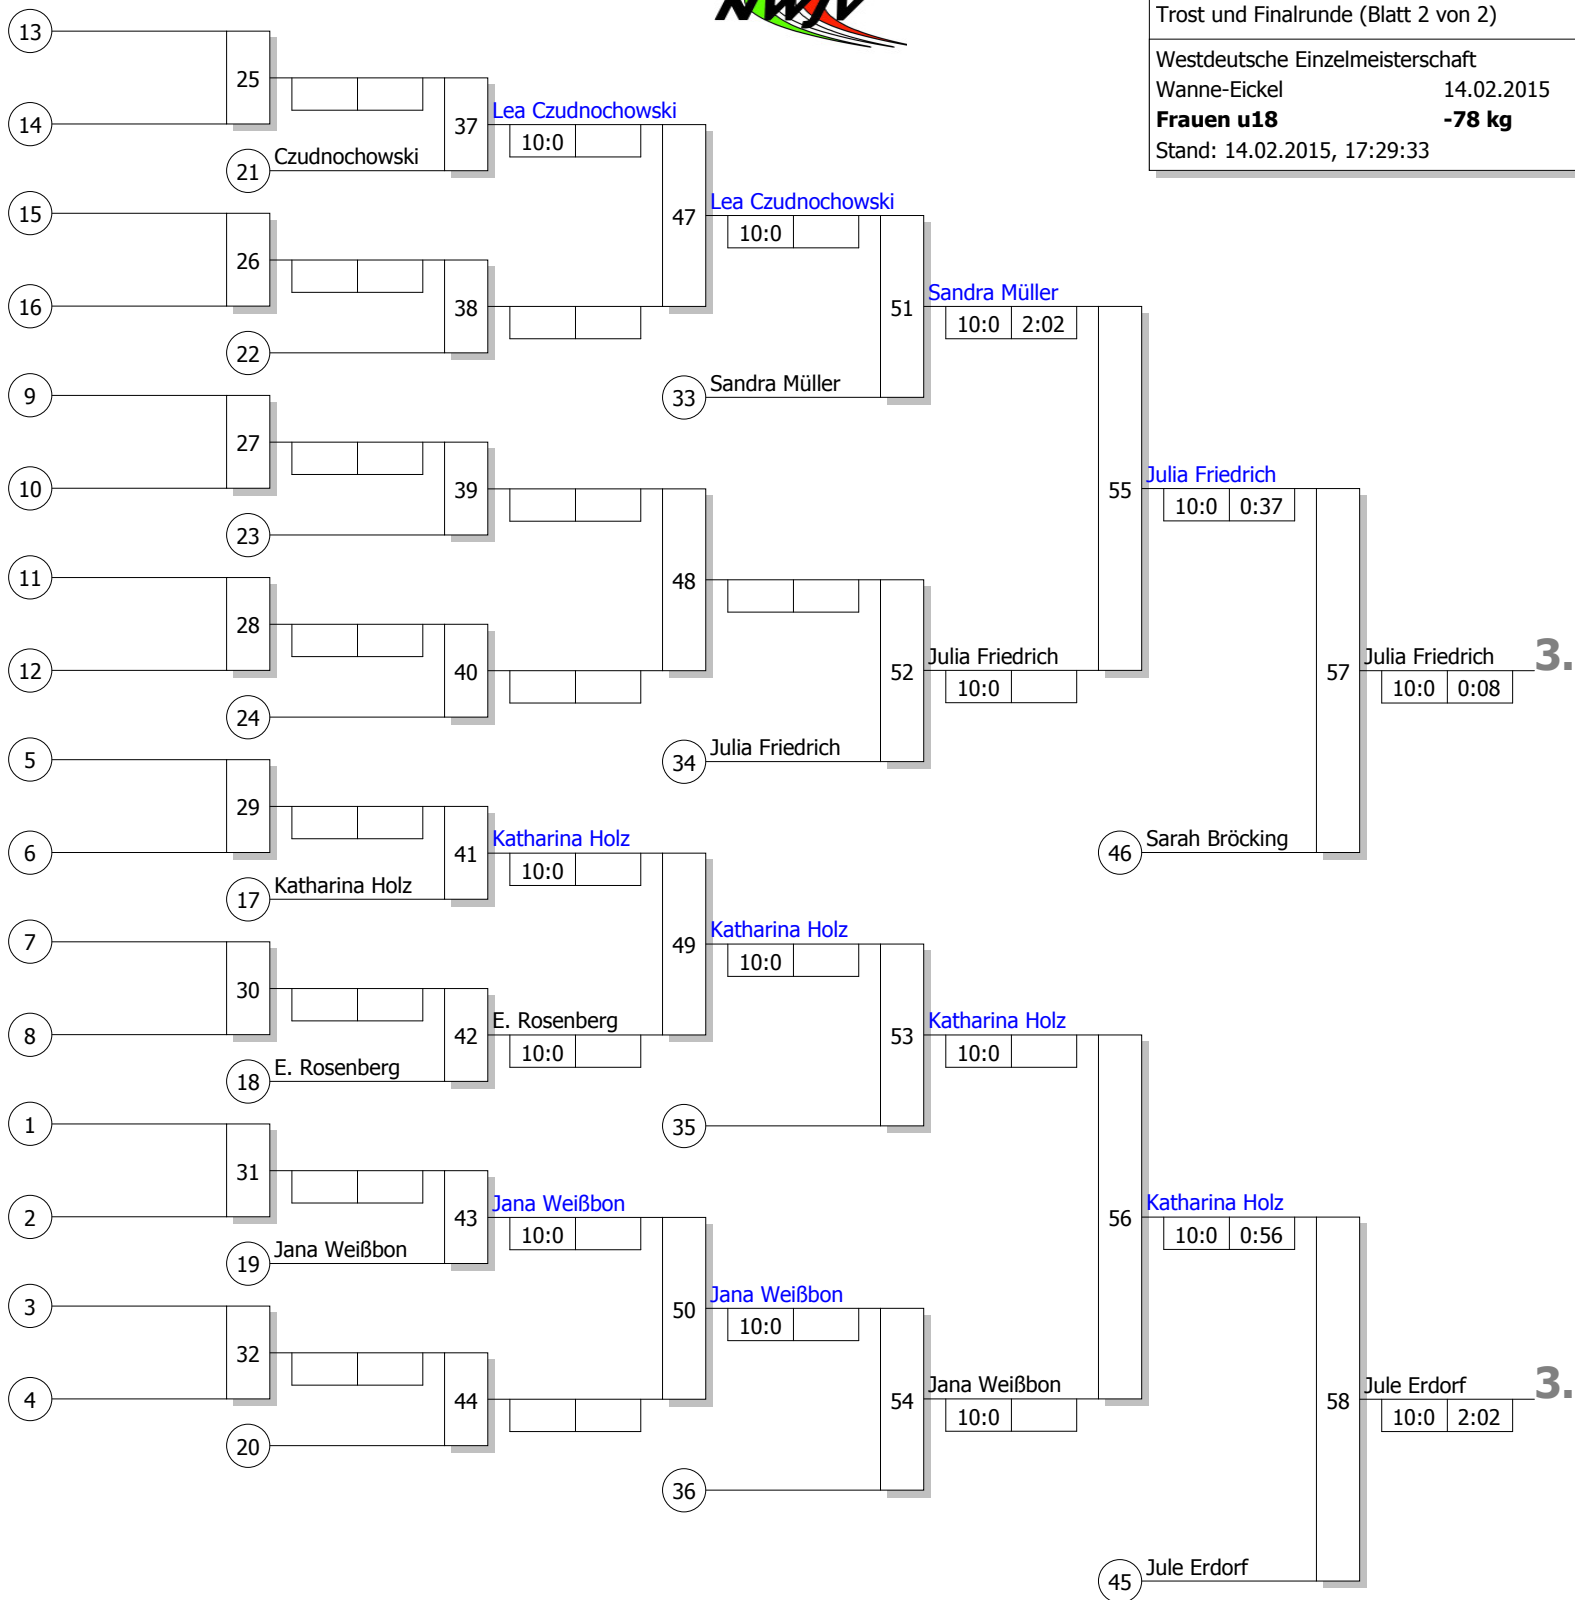 NWJV
Trost und Finalrunde (Blatt 2 von 2)
Westdeutsche Einzelmeisterschaft
Wanne-Eickel 14.02.2015
Frauen u18 -78 kg
Stand: 14.02.2015, 17:29:33
13
25
14
37
Lea Czudnochowski
10:0
21
Czudnochowski
15
47
Lea Czudnochowski
10:0
26
16
38
22
51
Sandra Müller
10:0 2:02
33
Sandra Müller
9
27
10
39
23
55
Julia Friedrich
10:0 0:37
11
48
28
12
40
24
52
Julia Friedrich
10:0
34
Julia Friedrich
57
Julia Friedrich
10:0 0:08
3.
5
29
6
41
Katharina Holz
10:0
17
Katharina Holz
46
Sarah Bröcking
7
49
Katharina Holz
10:0
30
8
42
E. Rosenberg
10:0
18
E. Rosenberg
53
Katharina Holz
10:0
35
1
31
2
43
Jana Weißbon
10:0
19
Jana Weißbon
56
Katharina Holz
10:0 0:56
3
50
Jana Weißbon
10:0
32
4
44
20
54
Jana Weißbon
10:0
36
58
Jule Erdorf
10:0 2:02
3.
45
Jule Erdorf